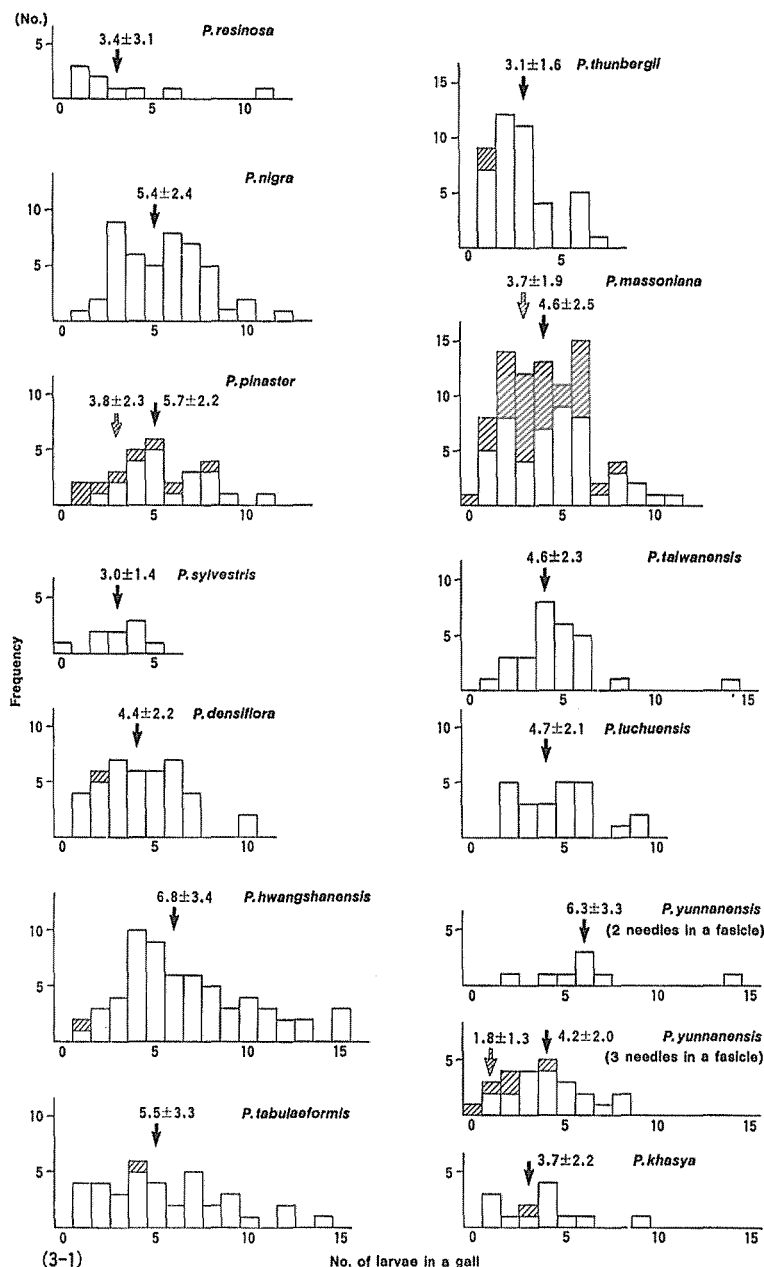 (No.)
P.resinosa
3.4±3.1
5
0 5 10
P.nigra
5.4±2.4
10
5
0 5 10
P.pinaster
3.8±2.3 5.7±2.2
10
5
0 5 10
P.sylvestris
3.0±1.4
5
0 5
P.densiflora
4.4±2.2
10
5
0 5 10
P.hwangshanensis
6.8±3.4
10
5
0 5 10 15
P.tabulaeformis
5.5±3.3
10
5
0 5 10 15
Frequency
P.thunbergii
3.1±1.6
15
10
5
0 5
P.massoniana
3.7±1.9
4.6±2.5
15
10
5
0 5 10
P.taiwanensis
4.6±2.3
10
5
0 5 10 15
P.luchuensis
4.7±2.1
10
5
0 5 10
P.yunnanensis
(2 needles in a fasicle)
6.3±3.3
5
0 5 10 15
P.yunnanensis
(3 needles in a fasicle)
1.8±1.3 4.2±2.0
5
0 5 10 15
P.khasya
3.7±2.2
5
0 5 10 15
(3-1)
No. of larvae in a gall